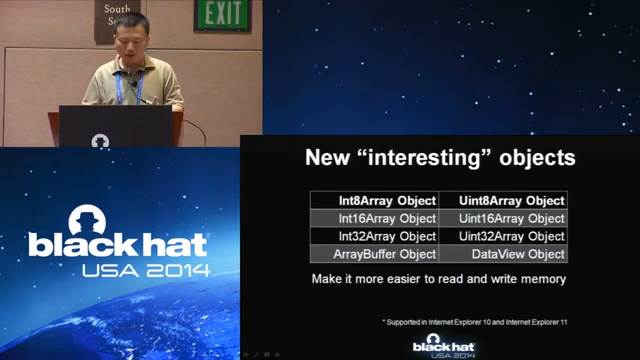 South
EXIT
New “interesting” objects
Int8Array Object Uint8Array Object
Int16Array Object Uint16Array Object
Int32Array Object Uint32Array Object
ArrayBuffer Object DataView Object
Make it more easier to read and write memory
* Supported in Internet Explorer 10 and Internet Explorer 11
black hat
USA 2014
black hat
USA 2014